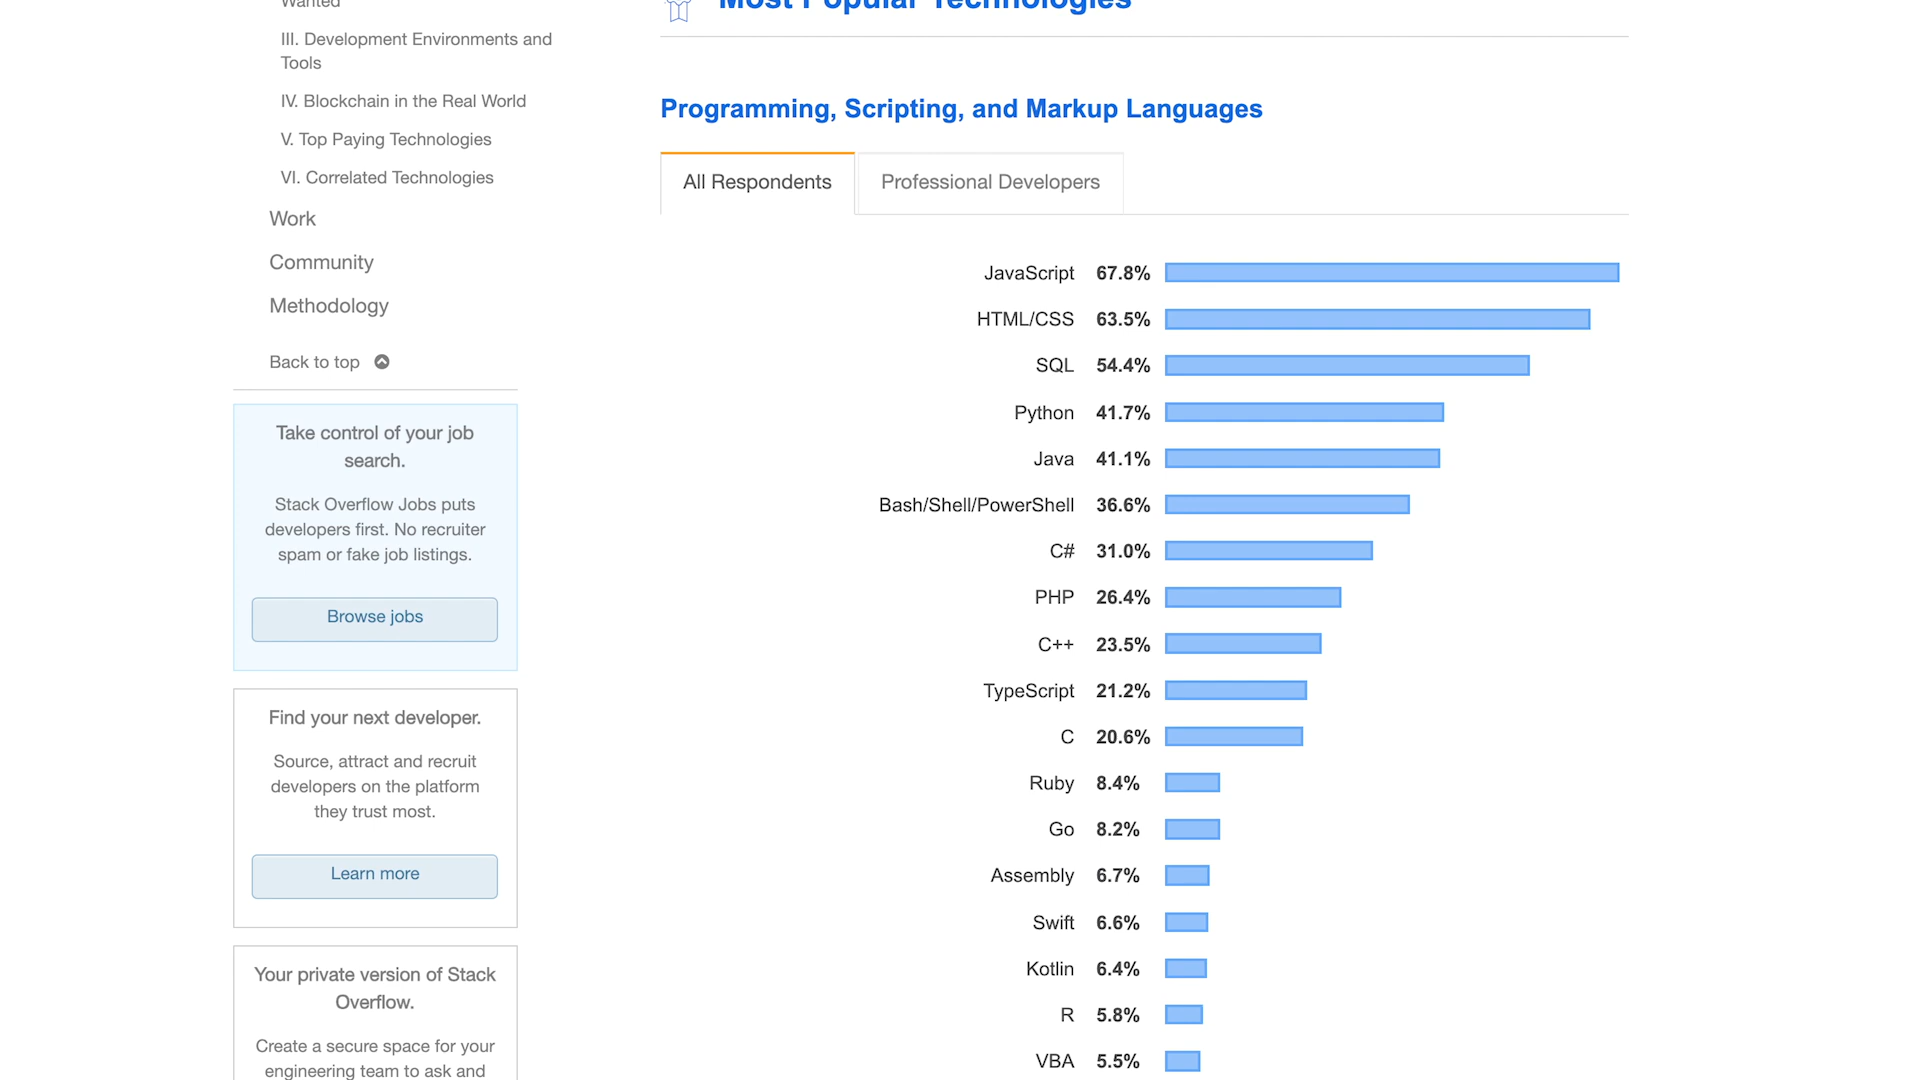 Wanted
III. Development Environments and
Tools
IV. Blockchain in the Real World
V. Top Paying Technologies
VI. Correlated Technologies
Work
Community
Methodology
Back to top
Take control of your job
search.
Stack Overflow Jobs puts
developers first. No recruiter
spam or fake job listings.
Browse jobs
Find your next developer.
Source, attract and recruit
developers on the platform
they trust most.
Learn more
Your private version of Stack
Overflow.
Create a secure space for your
engineering team to ask and
Most Popular Technologies
Programming, Scripting, and Markup Languages
All Respondents Professional Developers
JavaScript 67.8%
HTML/CSS 63.5%
SQL 54.4%
Python 41.7%
Java 41.1%
Bash/Shell/PowerShell 36.6%
C# 31.0%
PHP 26.4%
C++ 23.5%
TypeScript 21.2%
C 20.6%
Ruby 8.4%
Go 8.2%
Assembly 6.7%
Swift 6.6%
Kotlin 6.4%
R 5.8%
VBA 5.5%